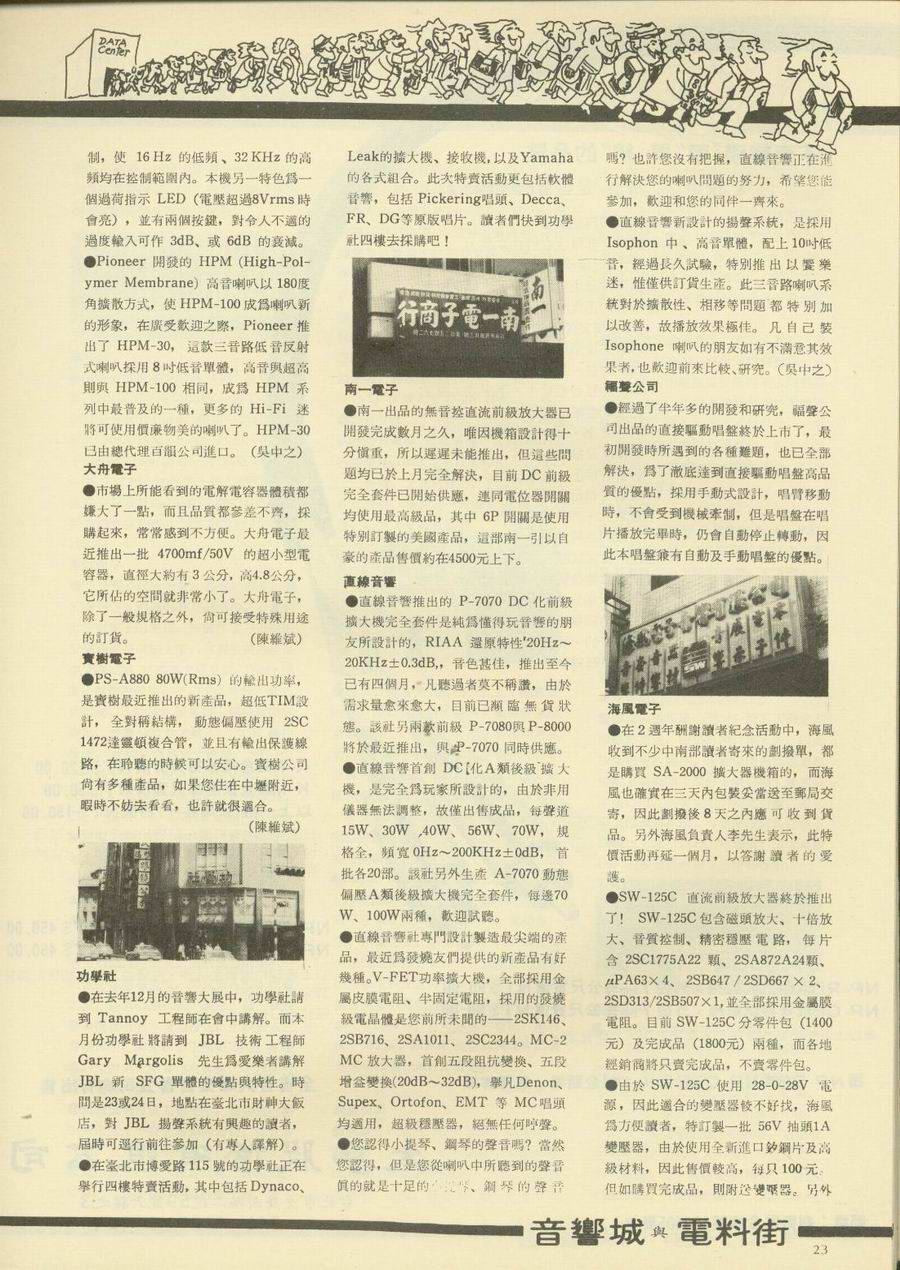 DATA
Center
制，使 16Hz 的低頻、32KHz 的高
頻均在控制範圍內。本機另一特色爲一
個過荷指示 LED（電壓超過8Vrms時
會亮），並有兩個按鍵，對令人不適的
過度輸入可作 3dB、或 6dB 的衰減。
●Pioneer 開發的 HPM (High-Pol-
ymer Membrane) 高音喇叭以 180度
角擴散方式，使 HPM-100 成爲喇叭新
的形象，在廣受歡迎之際，Pioneer 推
出了 HPM-30， 這款三音路低音反射
式喇叭採用 8 吋低音單體，高音與超高
則與 HPM-100 相同，成爲 HPM 系
列中最普及的一種，更多的 Hi-Fi 迷
將可使用價廉物美的喇叭了。HPM-30
已由總代理百韻公司進口。（吳中之）
大舟電子
●市場上所能看到的電解電容器體積都
嫌大了一點，而且品質都參差不齊，採
購起來，常常感到不方便。大舟電子最
近推出一批 4700mf/50V 的超小型電
容器，直徑大約有 3 公分，高4.8公分，
它所佔的空間就非常小了。大舟電子，
除了一般規格之外，尙可接受特殊用途
的訂貨。 （陳維斌）
寶樹電子
●PS-A880 80W(Rms) 的輸出功率，
是寶樹最近推出的新產品，超低TIM設
計， 全對稱結構， 動態偏壓使用 2SC
1472達靈頓複合管，並且有輸出保護線
路，在聆聽的時候可以安心。寶樹公司
尙有多種產品，如果您住在中壢附近，
暇時不妨去看看，也許就很適合。
（陳維斌）
功學社
功學社
●在去年12月的音響大展中，功學社請
到 Tannoy 工程師在會中講解。而本
月份功學社將請到 JBL 技術工程師
Gary Margolis 先生爲愛樂者講解
JBL 新 SFG 單體的優點與特性。時
間是23或24日，地點在臺北市財神大飯
店，對 JBL 揚聲系統有興趣的讀者，
屆時可逕行前往參加（有專人譯解）。
●在臺北市博愛路 115 號的功學社正在
舉行四樓特賣活動，其中包括 Dynaco、
Leak的擴大機、接收機，以及Yamaha
的各式組合。此次特賣活動更包括軟體
音響，包括 Pickering唱頭、Decca、
FR、DG等原版唱片。讀者們快到功學
社四樓去採購吧！
南一電子商行
南一
南一電子
●南一出品的無音控直流前級放大器已
開發完成數月之久，唯因機箱設計得十
分愼重，所以遲遲未能推出，但這些問
題均已於上月完全解決，目前 DC 前級
完全套件已開始供應，連同電位器開關
均使用最高級品，其中 6P 開關是使用
特別訂製的美國產品，這部南一引以自
豪的產品售價約在4500元上下。
直線音響
●直線音響推出的 P-7070 DC 化前級
擴大機完全套件是純爲懂得玩音響的朋
友所設計的，RIAA 還原特性20Hz～
20KHz±0.3dB,，音色甚佳，推出至今
已有四個月，凡聽過者莫不稱讚，由於
需求量愈來愈大，目前已瀕臨無貨狀
態。該社另兩款前級 P-7080與P-8000
將於最近推出，與P-7070 同時供應。
●直線音響首創 DC化A類後級擴大
機，是完全爲玩家所設計的，由於非用
儀器無法調整，故僅出售成品，每聲道
15W、30W、40W、56W、70W，規
格全，頻寬 0Hz～200KHz±0dB，首
批各20部。該社另外生產 A-7070動態
偏壓A類後級擴大機完全套件，每邊70
W、100W兩種，歡迎試聽。
●直線音響社專門設計製造最尖端的產
品，最近爲發燒友們提供的新產品有好
幾種。V-FET功率擴大機，全部採用金
屬皮膜電阻、半固定電阻，採用的發燒
級電晶體是您前所未聞的——2SK146、
2SB716、2SA1011、2SC2344。MC-2
MC 放大器，首創五段阻抗變換、五段
增益變換(20dB～32dB)，舉凡Denon、
Supex、Ortofon、EMT 等 MC唱頭
均適用，超級穩壓器，絕無任何哼聲。
●您認得小提琴、鋼琴的聲音嗎？當然
您認得，但是您從喇叭中所聽到的聲音
眞的就是十足的小提琴、鋼琴的聲音
嗎？也許您沒有把握，直線音響正在進
行解決您的喇叭問題的努力，希望您能
參加，歡迎和您的同伴一齊來。
●直線音響新設計的揚聲系統，是採用
Isophon 中、高音單體，配上10吋低
音，經過長久試驗，特別推出以饗樂
迷，惟僅供訂貨生產。此三音路喇叭系
統對於擴散性、相移等問題都特別加
以改善，故播放效果極佳。凡自己裝
Isophone 喇叭的朋友如有不滿意其效
果者，也歡迎前來比較、研究。（吳中之）
福聲公司
●經過了半年多的開發和研究，福聲公
司出品的直接驅動唱盤終於上市了，最
初開發時所遇到的各種難題，也已全部
解決，爲了澈底達到直接驅動唱盤高品
質的優點，採用手動式設計，唱臂移動
時，不會受到機械牽制，但是唱盤在唱
片播放完畢時，仍會自動停止轉動，因
此本唱盤兼有自動及手動唱盤的優點。
SW
海風電子
●在 2 週年酬謝讀者紀念活動中，海風
收到不少中南部讀者寄來的劃撥單，都
是購買 SA-2000 擴大器機箱的，而海
風也確實在三天內包裝妥當送至郵局交
寄，因此劃撥後 8 天之內應可收到貨
品。另外海風負責人李先生表示，此特
價活動再延一個月，以答謝讀者的愛
護。
●SW-125C 直流前級放大器終於推出
了！ SW-125C包含磁頭放大、十倍放
大、音質控制、精密穩壓電路，每片
含 2SC1775A22 顆、2SA872A24顆、
μPA63×4、2SB647／2SD667 × 2、
2SD313/2SB507×1,並全部採用金屬膜
電阻。目前 SW-125C分零件包（1400
元）及完成品（1800元）兩種，而各地
經銷商將只賣完成品，不賣零件包。
●由於 SW-125C 使用 28-0-28V 電
源，因此適合的變壓器較不好找，海風
爲方便讀者，特訂製一批 56V 抽頭1A
變壓器，由於使用全新進口矽鋼片及高
級材料，因此售價較高，每只 100 元。
但如購買完成品，則附送變壓器。另外
音響城與電料街
23